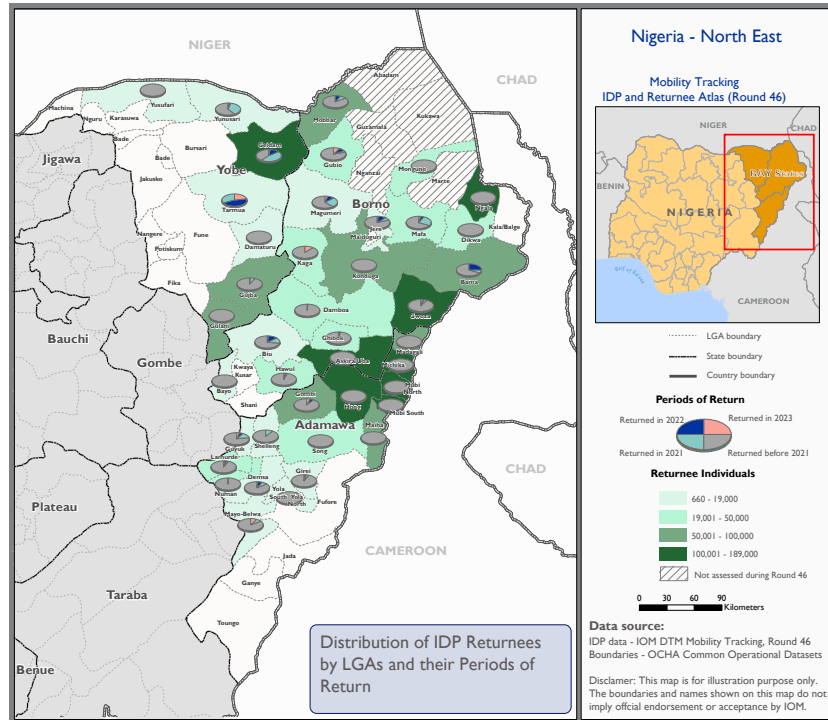 NIGER
CHAD
Abadam
Yusufari
Machina
Yunusari
Mobbar
Kukawa
Nguru
Karasuwa
Guzamala
Bade
Bursari
Geidam
Gubio
Jigawa
Nganzai
Monguno
Bade
Yobe
Marte
Jakusko
Ngala
Borno
Tarmua
Magumeri
Jere
Mafa
Kala/Balge
Maiduguri
Nangere
Fune
Dikwa
Damaturu
Potiskum
Kaga
Konduga
Bama
Fika
Gujba
Gwoza
Damboa
Gulani
Bauchi
Chibok
Madagali
Biu
Askira/Uba
Gombe
Michika
Kwaya
Kusar
Hawul
Bayo
Mubi
North
Shani
Gombi
Hong
Mubi South
Adamawa
Maiha
Guyuk
Shelleng
Song
Lamurde
Girei
Demsa
Numan
Yola
South
Yola
North
Plateau
Fufore
Mayo-Belwa
CAMEROON
CHAD
Jada
Ganye
Taraba
Toungo
Benue
Distribution of IDP Returnees
by LGAs and their Periods of
Return
Nigeria - North East
Mobility Tracking
IDP and Returnee Atlas (Round 46)
NIGER
CHAD
BAY States
BENIN
NIGERIA
Gulf of Guinea
CAMEROON
LGA boundary
State boundary
Country boundary
Periods of Return
Returned in 2022
Returned in 2023
Returned in 2021
Returned before 2021
Returnee Individuals
660 - 19,000
19,001 - 50,000
50,001 - 100,000
100,001 - 189,000
Not assessed during Round 46
0 30 60 90
Kilometers
Data source:
IDP data - IOM DTM Mobility Tracking, Round 46
Boundaries - OCHA Common Operational Datasets
Disclamer: This map is for illustration purpose only.
The boundaries and names shown on this map do not
imply offcial endorsement or acceptance by IOM.